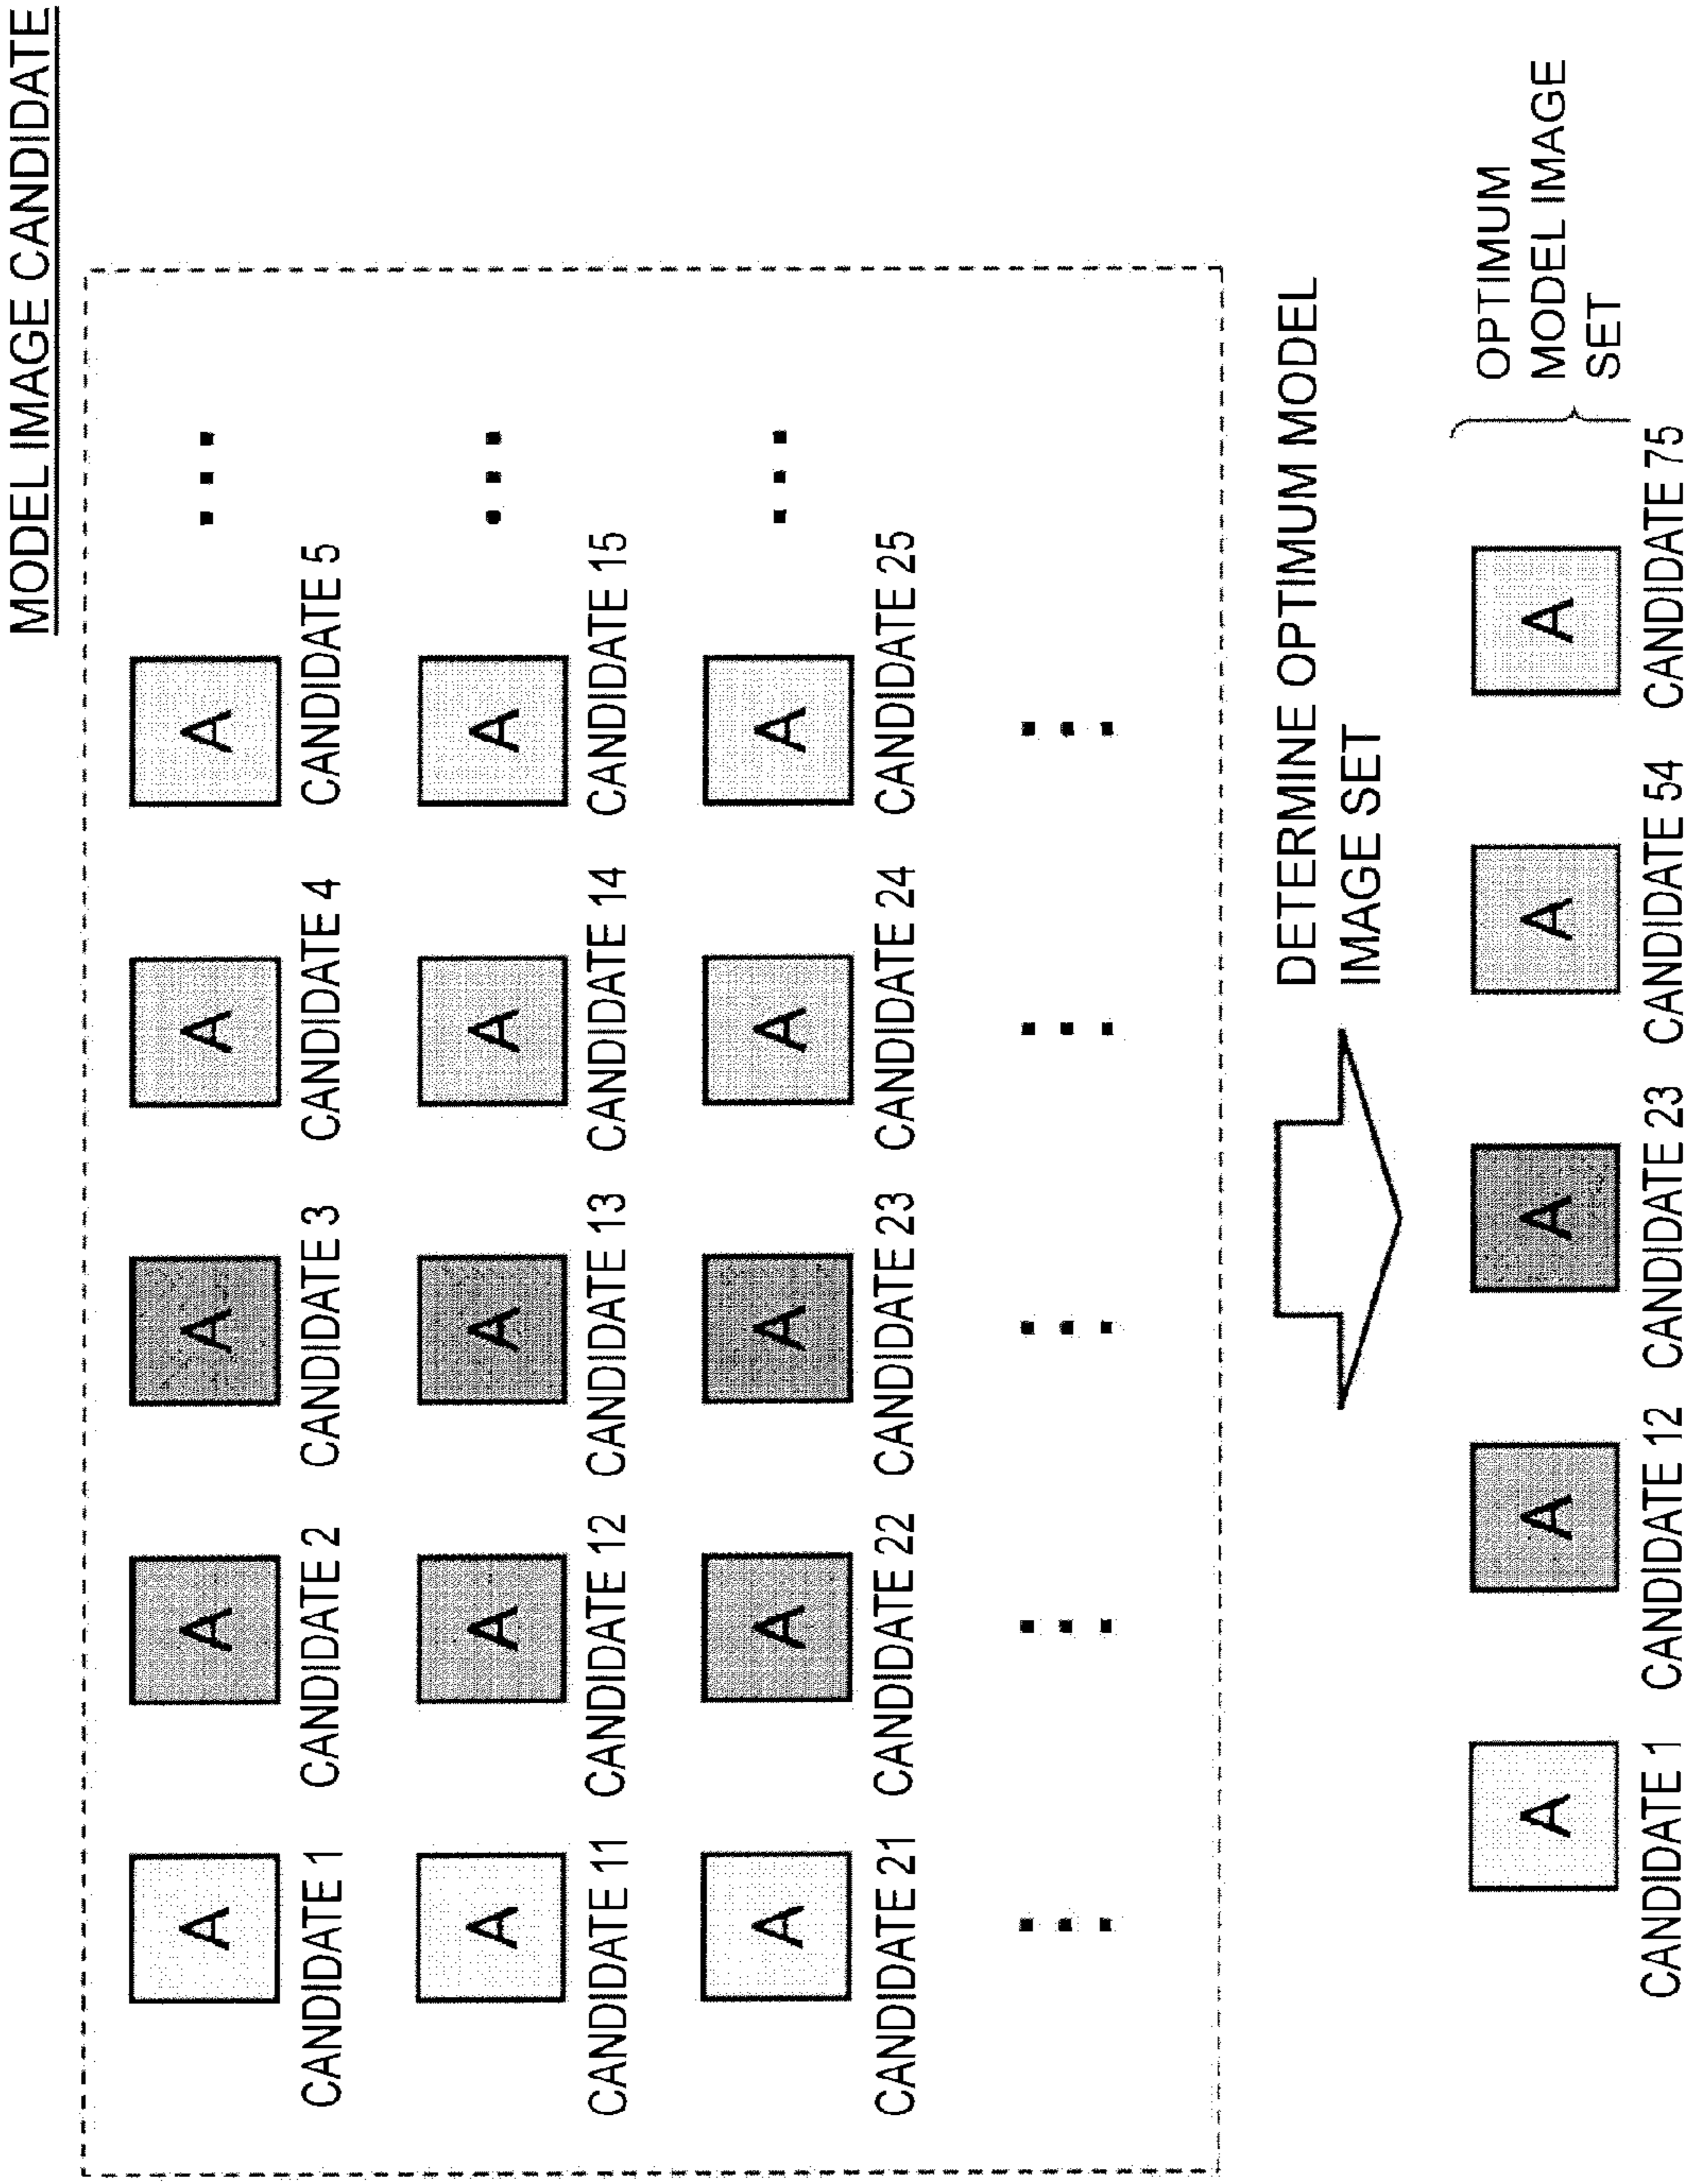 MODEL IMAGE CANDIDATE
A A A A A
CANDIDATE 1 CANDIDATE 2 CANDIDATE 3 CANDIDATE 4 CANDIDATE 5
A A A A A
CANDIDATE 11 CANDIDATE 12 CANDIDATE 13 CANDIDATE 14 CANDIDATE 15
A A A A A
CANDIDATE 21 CANDIDATE 22 CANDIDATE 23 CANDIDATE 24 CANDIDATE 25
DETERMINE OPTIMUM MODEL
IMAGE SET
A A A A A
CANDIDATE 1 CANDIDATE 12 CANDIDATE 23 CANDIDATE 54 CANDIDATE 75
OPTIMUM
MODEL IMAGE
SET